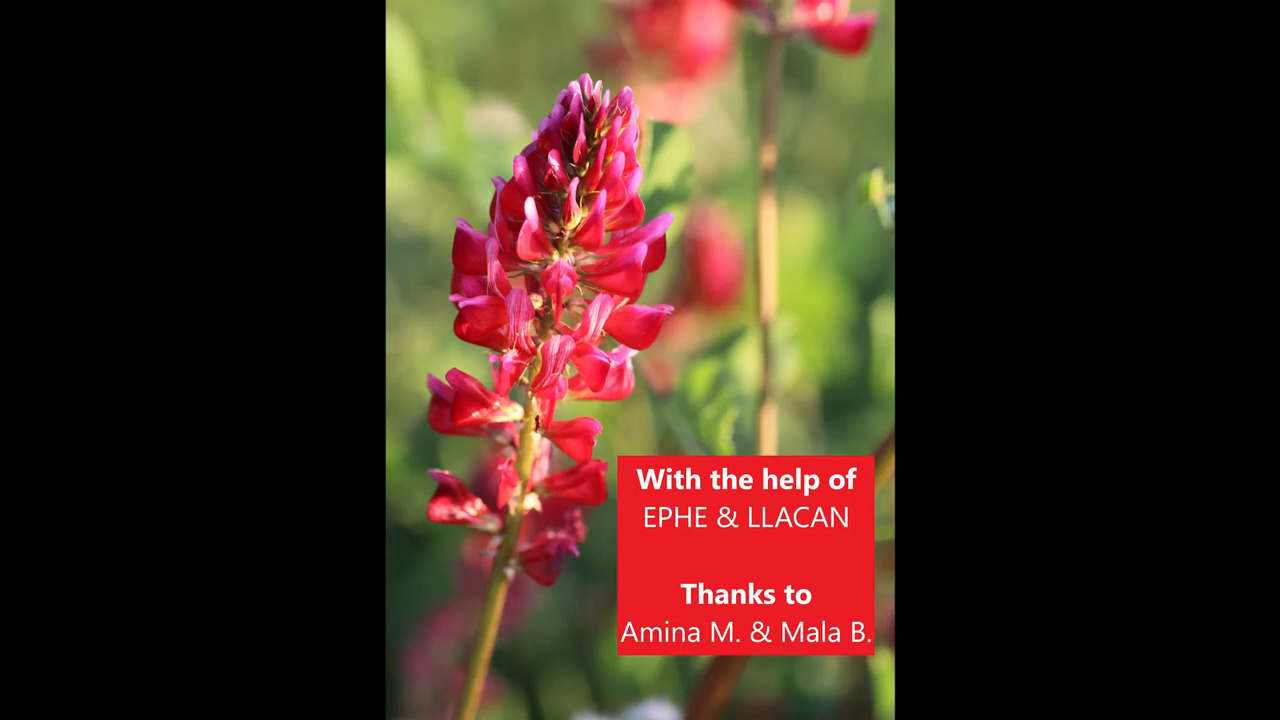 With the help of
EPHE & LLACAN
Thanks to
Amina M. & Mala B.